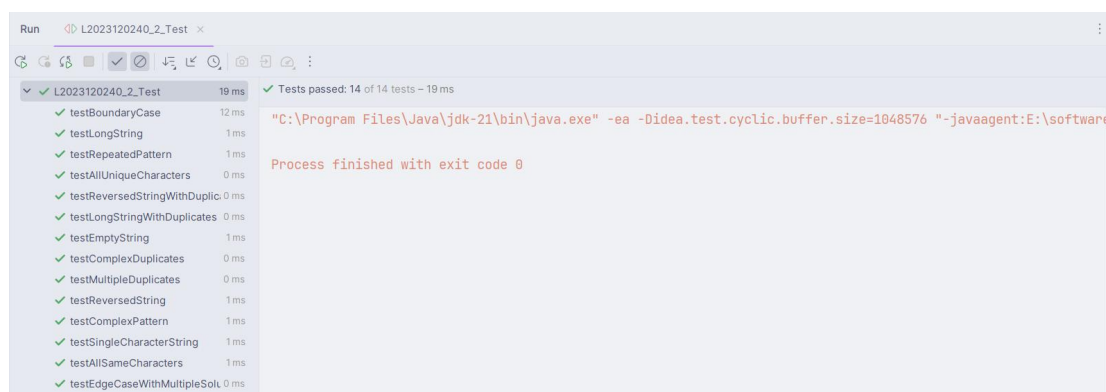 Run L2023120240_2_Test
L2023120240_2_Test 19 ms
Tests passed: 14 of 14 tests – 19 ms
testBoundaryCase 12 ms
"C:\Program Files\Java\jdk-21\bin\java.exe" -ea -Didea.test.cyclic.buffer.size=1048576 "-javaagent:E:\software
testLongString 1 ms
testRepeatedPattern 1 ms
Process finished with exit code 0
testAllUniqueCharacters 0 ms
testReversedStringWithDuplic 0 ms
testLongStringWithDuplicates 0 ms
testEmptyString 1 ms
testComplexDuplicates 0 ms
testMultipleDuplicates 0 ms
testReversedString 1 ms
testComplexPattern 1 ms
testSingleCharacterString 1 ms
testAllSameCharacters 1 ms
testEdgeCaseWithMultipleSolu 0 ms